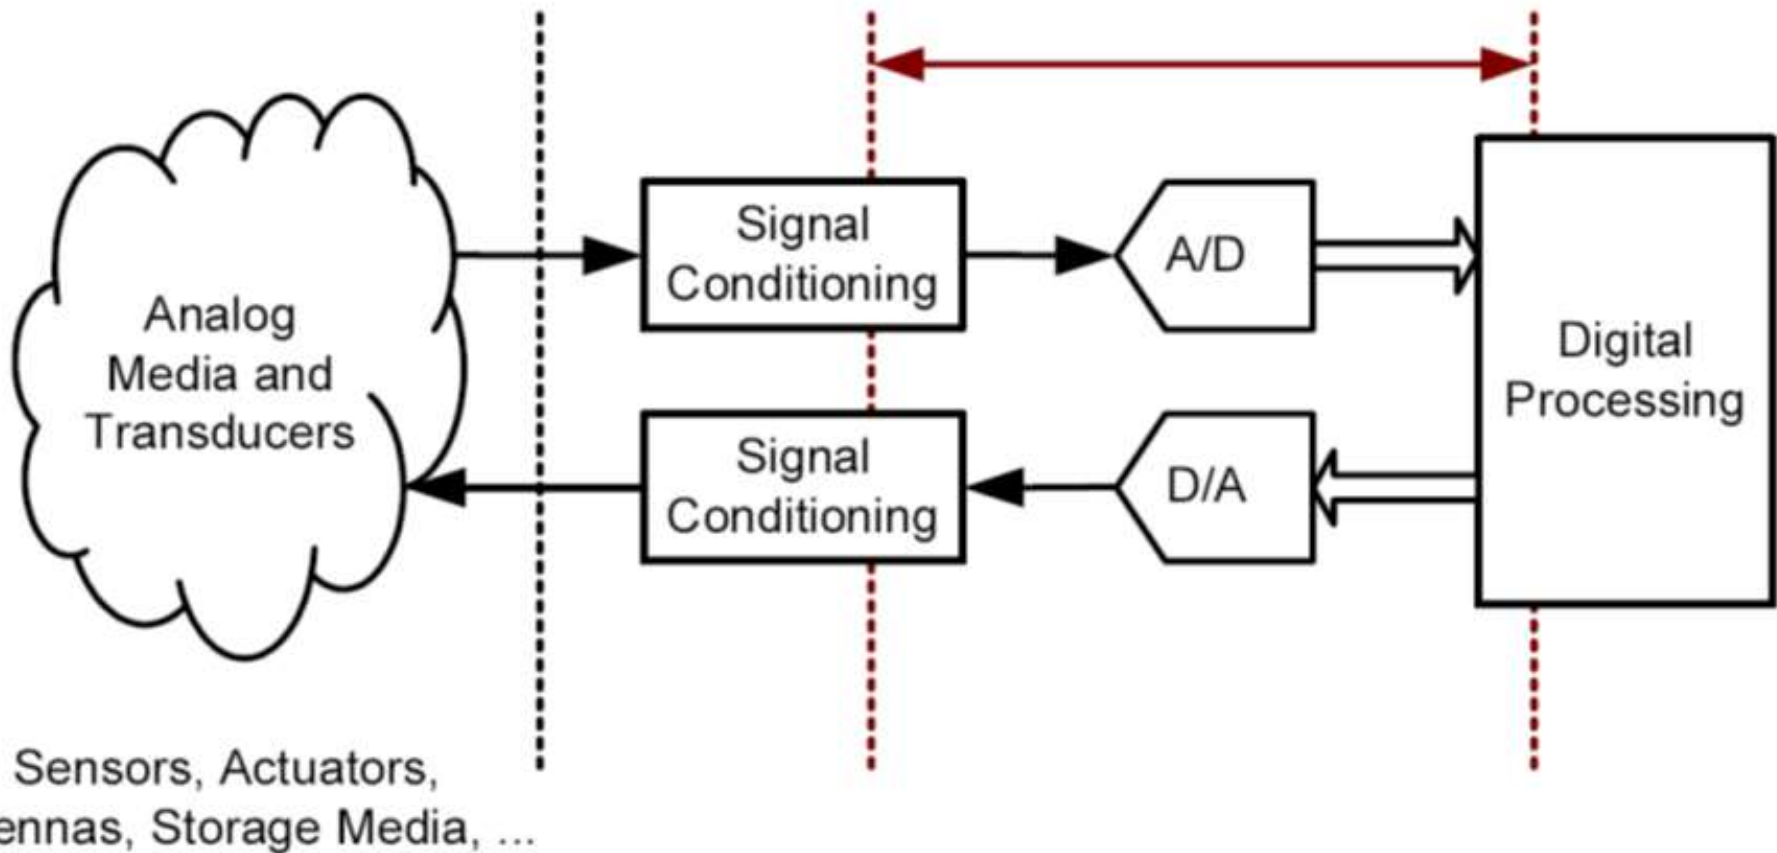 Analog
Media and
Transducers
Signal
Conditioning
A/D
Signal
Conditioning
D/A
Digital
Processing
Sensors, Actuators,
ennas, Storage Media, ...